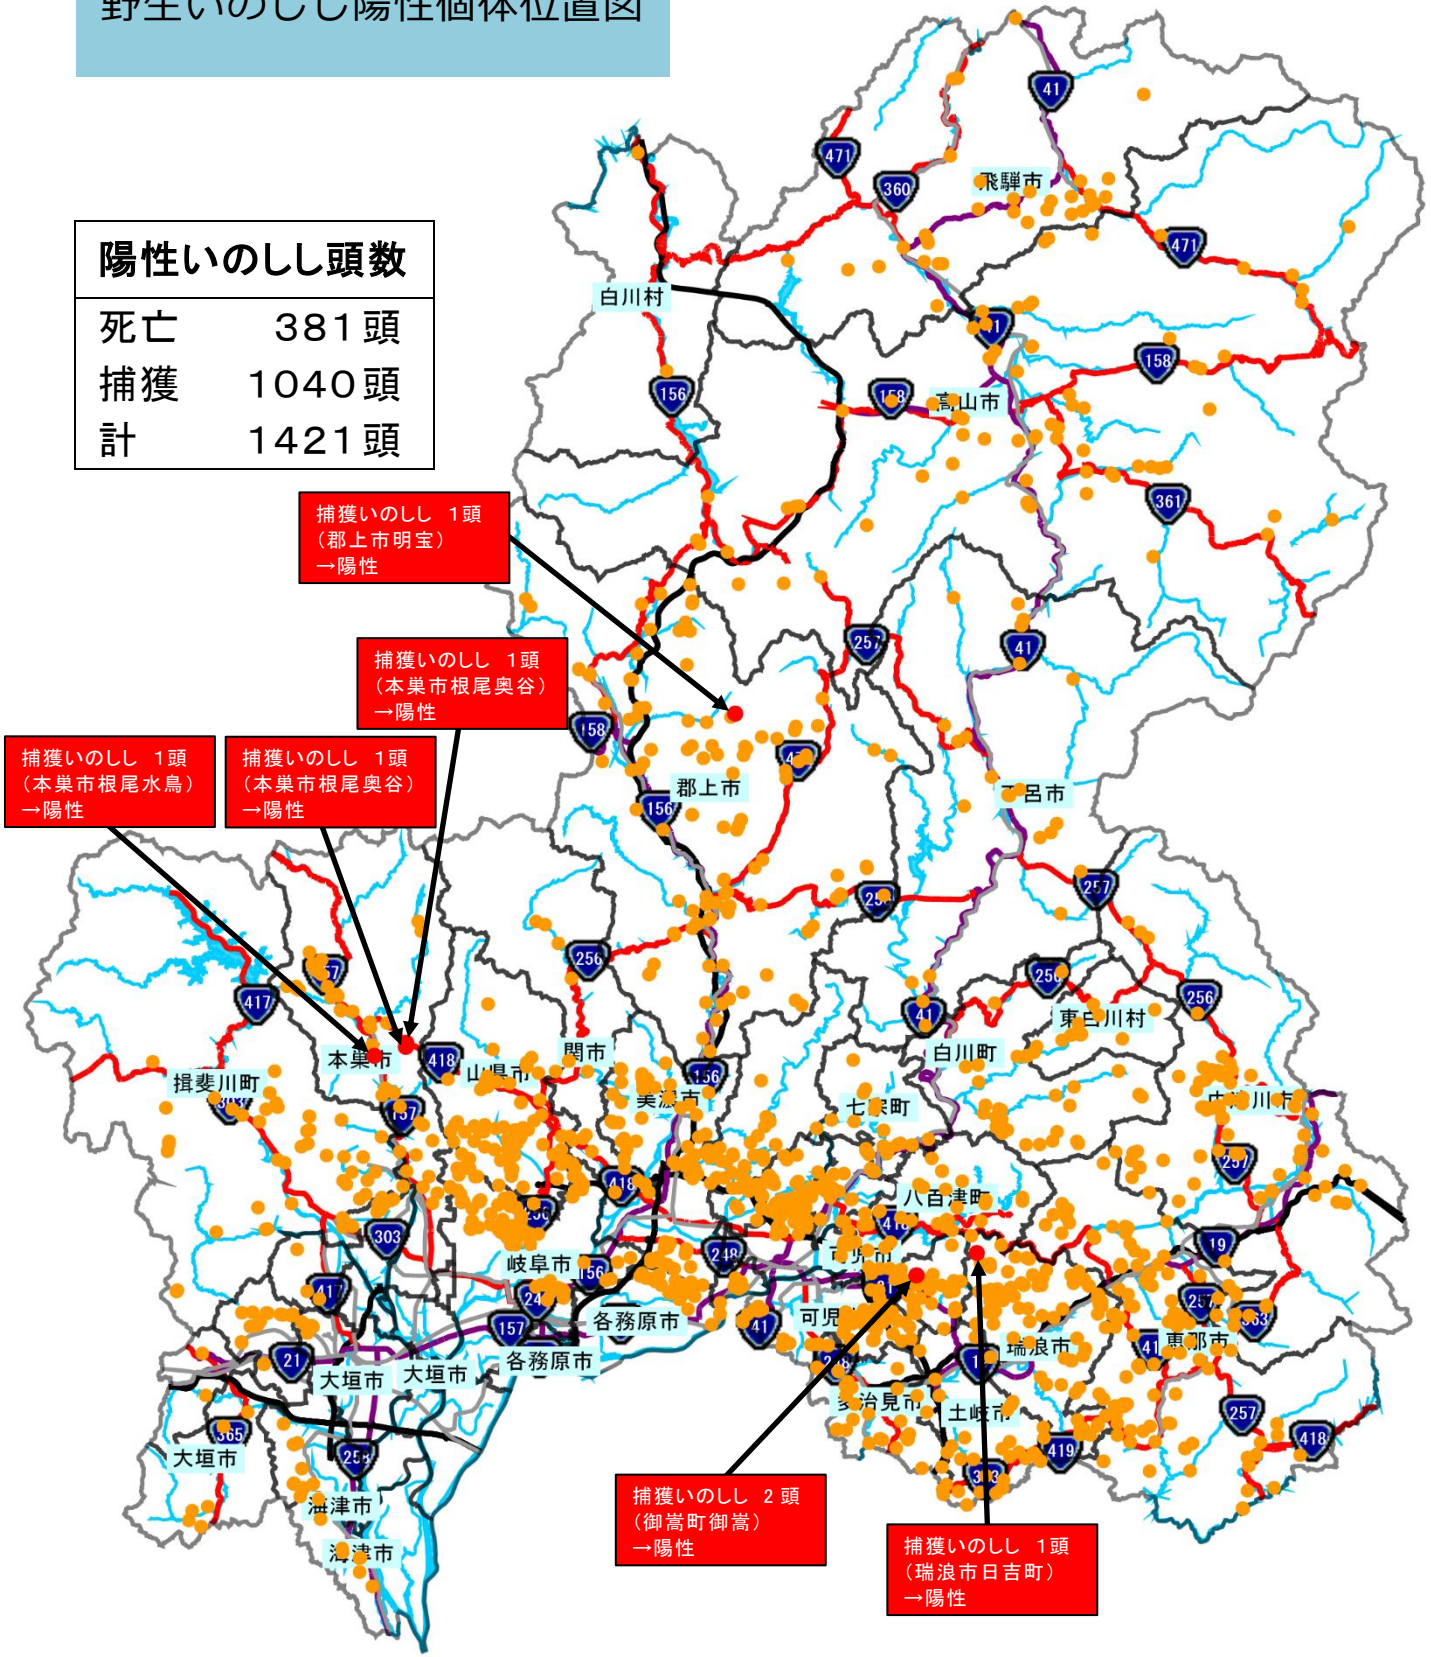 野生いのしし陽性個体位置図
陽性いのしし頭数
死亡 381頭
捕獲 1040頭
計 1421頭
捕獲いのしし 1頭
（郡上市明宝）
→陽性
捕獲いのしし 1頭
（本巣市根尾奥谷）
→陽性
捕獲いのしし 1頭
（本巣市根尾水鳥）
→陽性
捕獲いのしし 1頭
（本巣市根尾奥谷）
→陽性
捕獲いのしし 2頭
（御嵩町御嵩）
→陽性
捕獲いのしし 1頭
（瑞浪市日吉町）
→陽性
41
471
360
飛騨市
471
白川村
158
156
高山市
361
257
41
郡上市
156
呂市
257
256
417
256
256
41
東白川村
白川町
本巣市
418
関市
山県市
揖斐川町
156
美濃市
七宗町
川市
257
418
八百津町
303
岐阜市
248
可児市
19
417
156
157
各務原市
41
可児
257
21
各務原市
大垣市
大垣市
瑞浪市
恵那市
多治見市
土岐市
257
418
419
365
大垣市
258
海津市
海津市